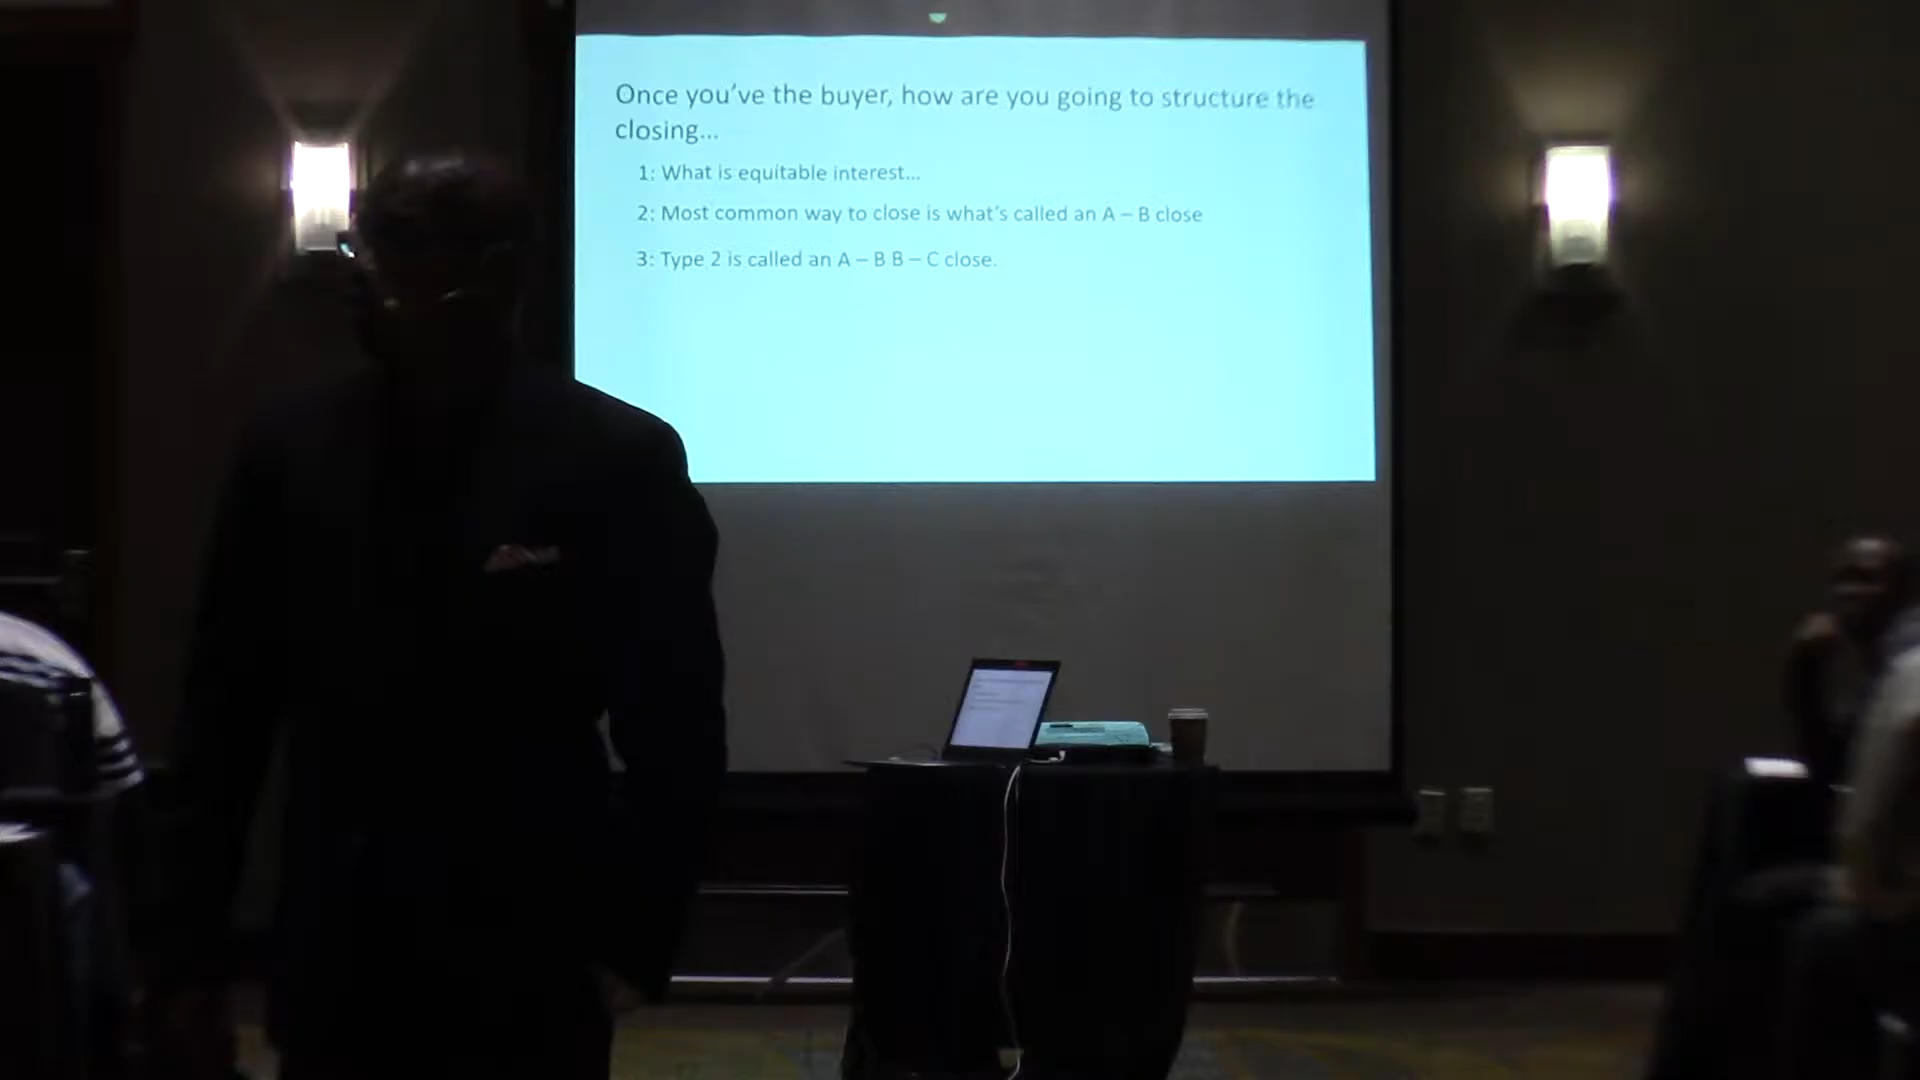 Once you've the buyer, how are you going to structure the
closing...
1: What is equitable interest...
2: Most common way to close is what's called an A – B close
3: Type 2 is called an A – B B – C close.